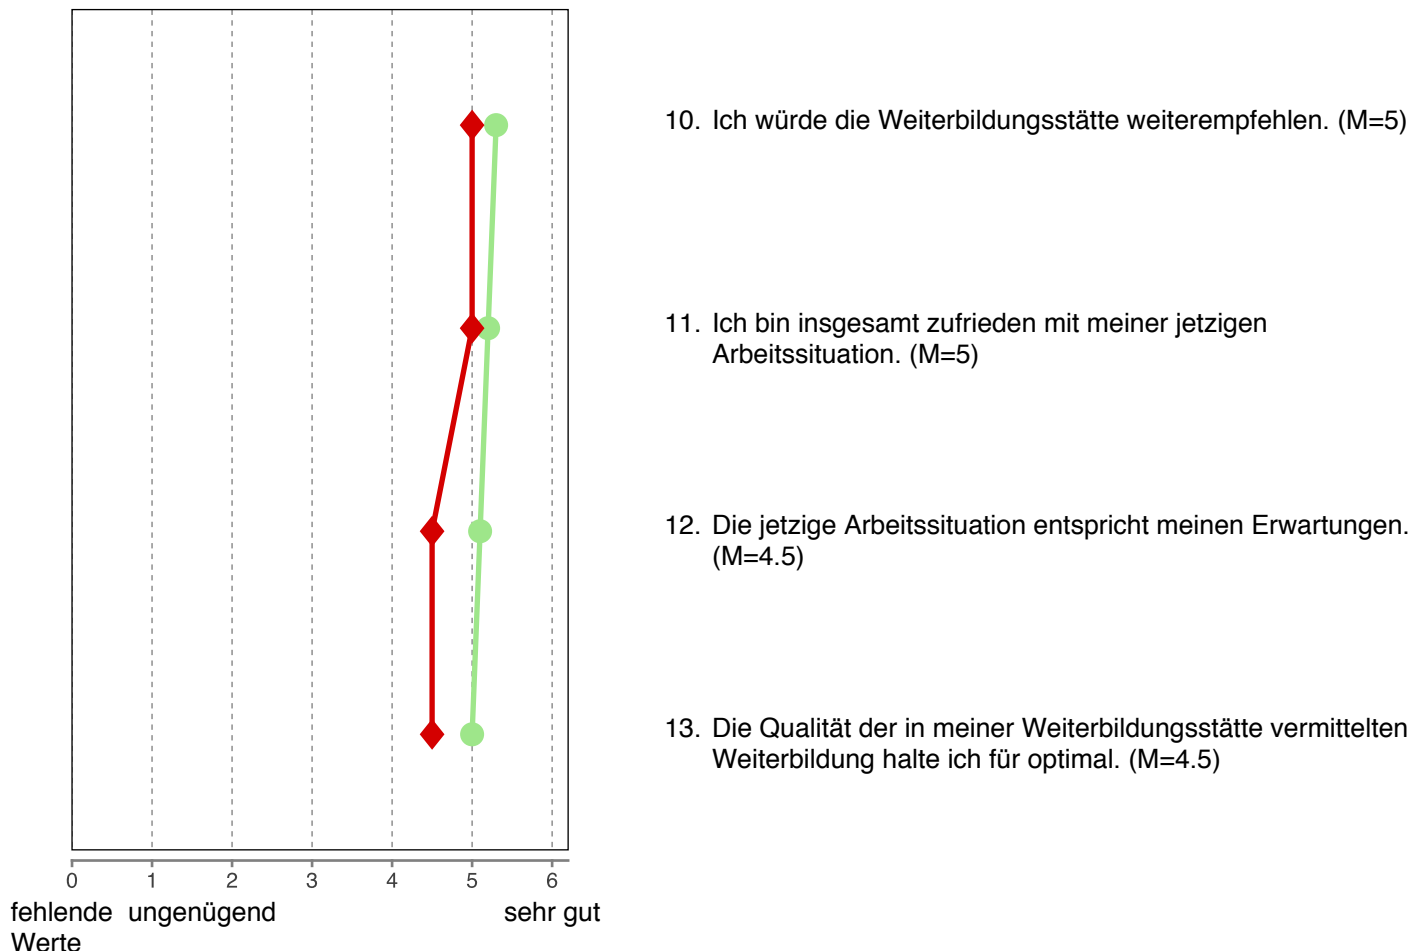 10. Ich würde die Weiterbildungsstätte weiterempfehlen. (M=5)
11. Ich bin insgesamt zufrieden mit meiner jetzigen
Arbeitssituation. (M=5)
12. Die jetzige Arbeitssituation entspricht meinen Erwartungen.
(M=4.5)
13. Die Qualität der in meiner Weiterbildungsstätte vermittelten
Weiterbildung halte ich für optimal. (M=4.5)
0 1 2 3 4 5 6
fehlende ungenügend sehr gut
Werte